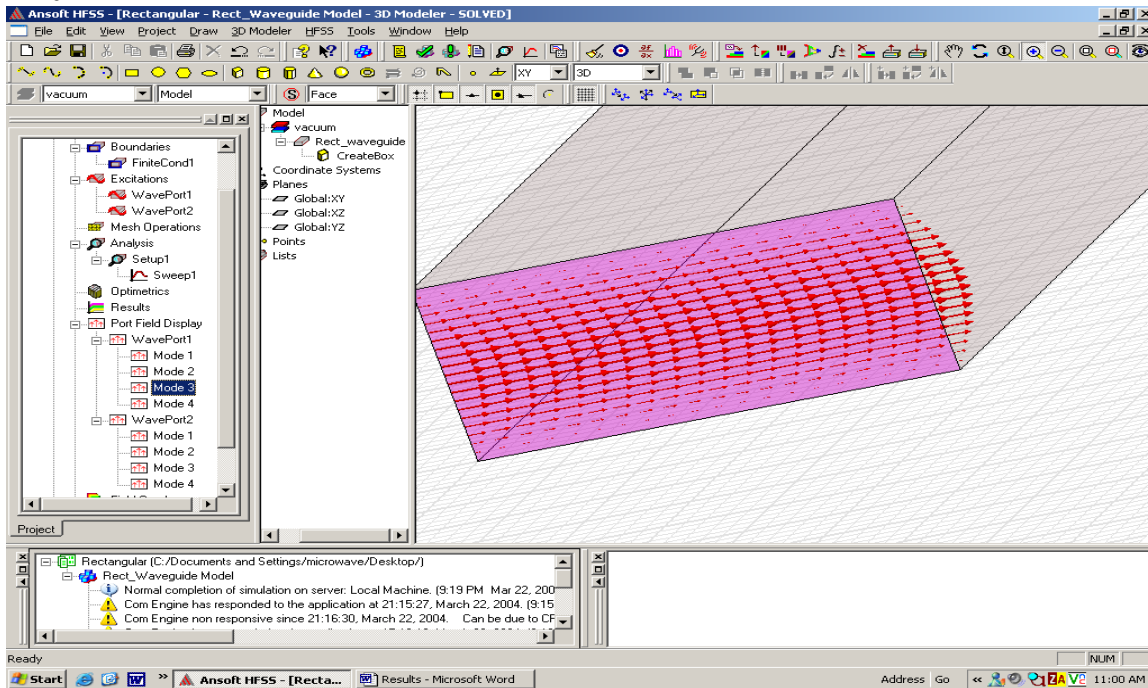 Ansoft HFSS - [Rectangular - Rect_Waveguide Model - 3D Modeler - SOLVED]
File Edit View Project Draw 3D Modeler HFSS Tools Window Help
XY 3D
vacuum Model Face
Boundaries
FiniteCond1
Excitations
WavePort1
WavePort2
Mesh Operations
Analysis
Setup1
Sweep1
Optimetrics
Results
Port Field Display
WavePort1
Mode 1
Mode 2
Mode 3
Mode 4
WavePort2
Mode 1
Mode 2
Mode 3
Mode 4
Project
Model
vacuum
Rect_waveguide
CreateBox
Coordinate Systems
Planes
Global:XY
Global:XZ
Global:YZ
Points
Lists
Rectangular (C:/Documents and Settings/microwave/Desktop/)
Rect_Waveguide Model
Normal completion of simulation on server: Local Machine. (9:19 PM Mar 22, 200
Com Engine has responded to the application at 21:15:27, March 22, 2004. (9:15
Com Engine non responsive since 21:16:30, March 22, 2004. Can be due to CF
Ready NUM
Start W » Ansoft HFSS - [Recta... Results - Microsoft Word Address Go « 11:00 AM